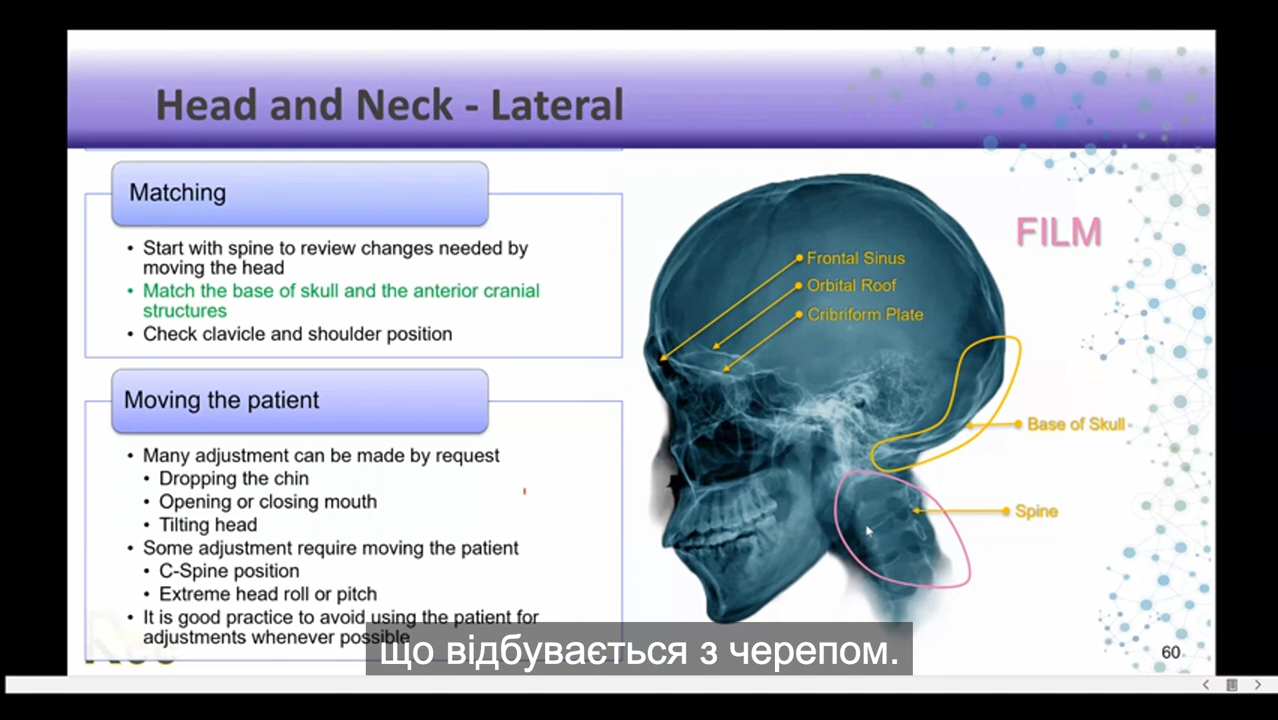 Head and Neck - Lateral
Matching
• Start with spine to review changes needed by
moving the head
• Match the base of skull and the anterior cranial
structures
• Check clavicle and shoulder position
Moving the patient
• Many adjustment can be made by request
• Dropping the chin
• Opening or closing mouth
• Tilting head
• Some adjustment require moving the patient
• C-Spine position
• Extreme head roll or pitch
• It is good practice to avoid using the patient for
adjustments whenever possible
FILM
Frontal Sinus
Orbital Roof
Cribriform Plate
Base of Skull
Spine
що відбувається з черепом.
60